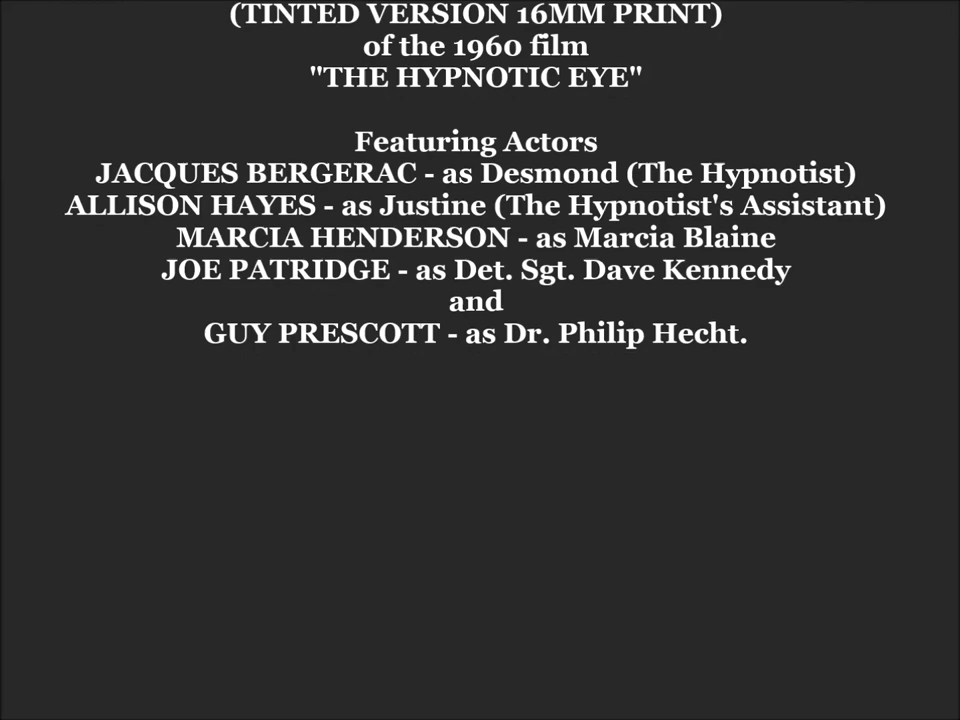 (TINTED VERSION 16MM PRINT)
of the 1960 film
"THE HYPNOTIC EYE"
Featuring Actors
JACQUES BERGERAC - as Desmond (The Hypnotist)
ALLISON HAYES - as Justine (The Hypnotist's Assistant)
MARCIA HENDERSON - as Marcia Blaine
JOE PATRIDGE - as Det. Sgt. Dave Kennedy
and
GUY PRESCOTT - as Dr. Philip Hecht.